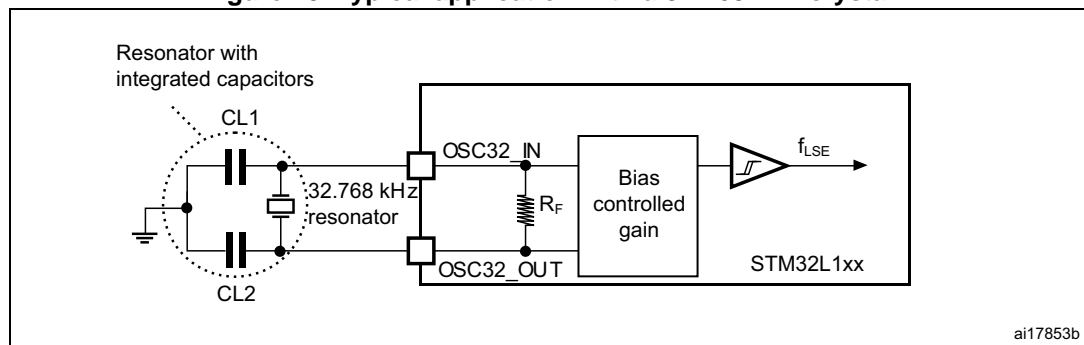 Resonator with
integrated capacitors
CL1
OSC32_IN
fLSE
32.768 kHz
resonator
RF
Bias
controlled
gain
OSC32_OUT
STM32L1xx
CL2
ai17853b